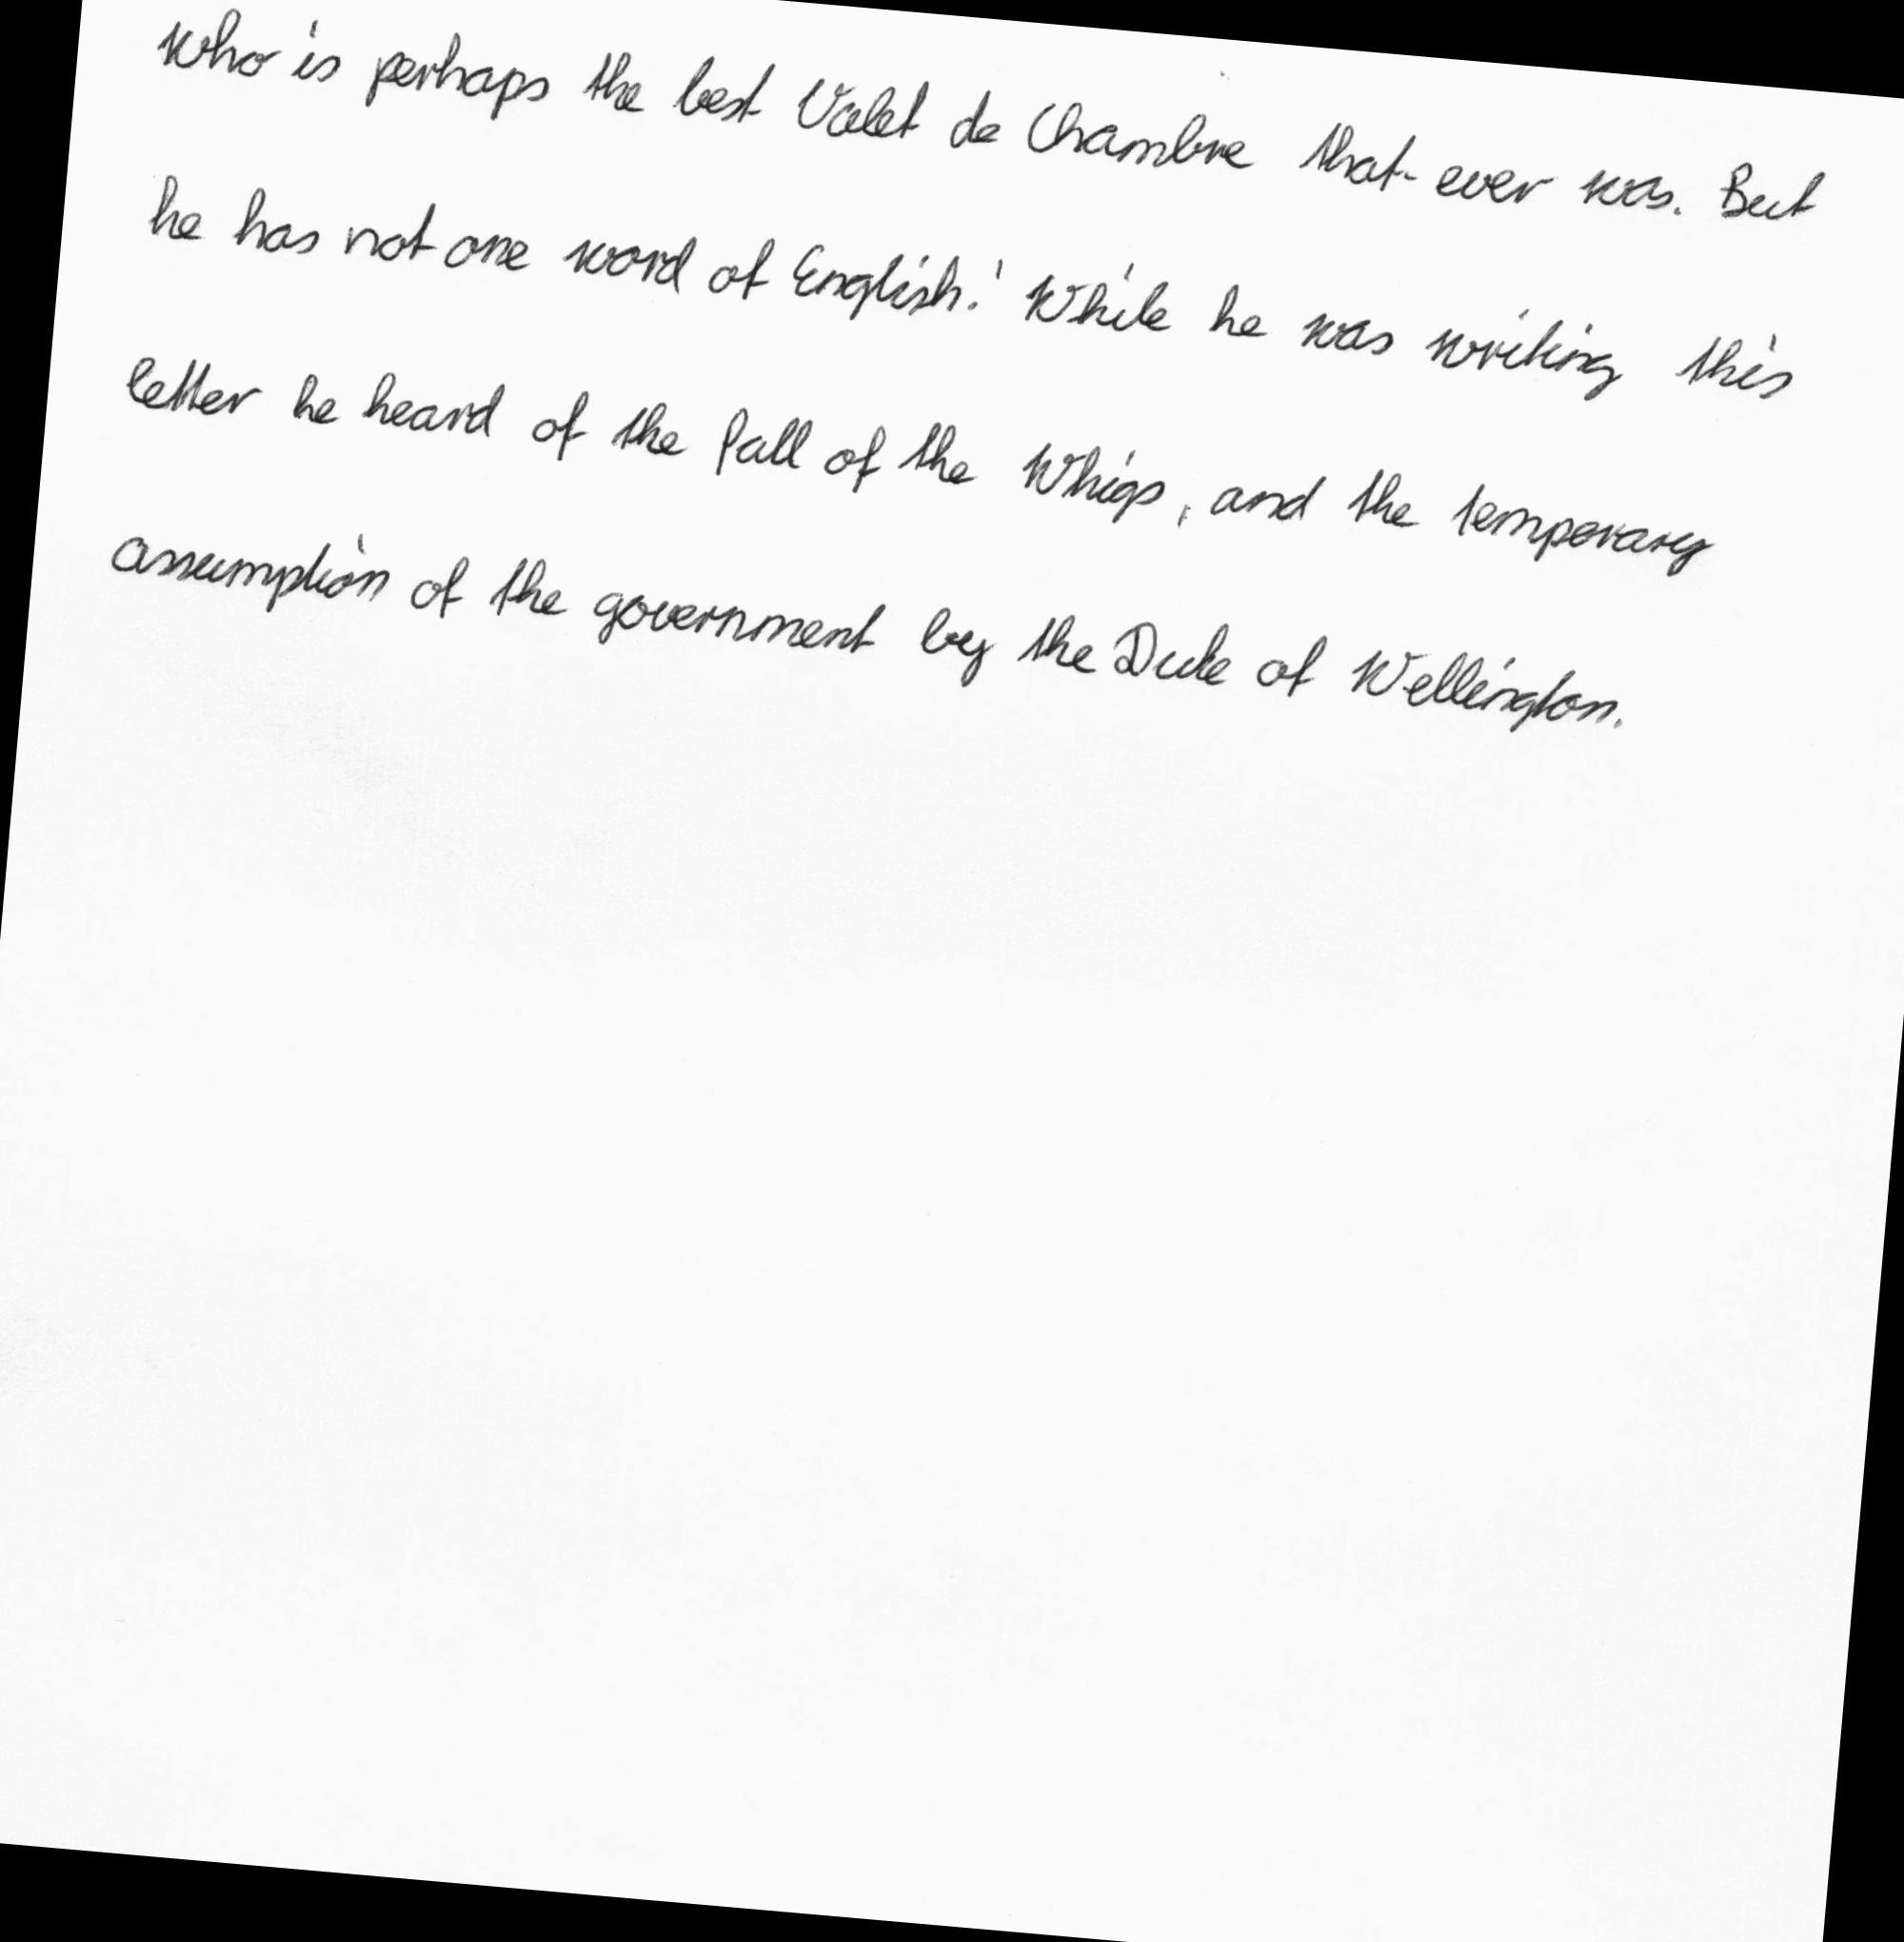 who is perhaps the best Valet de Chambre that ever was. But
he has not one word of English.' While he was writing this
letter he heard of the fall of the Whigs, and the temporary
assumption of the government by the Duke of Wellington.